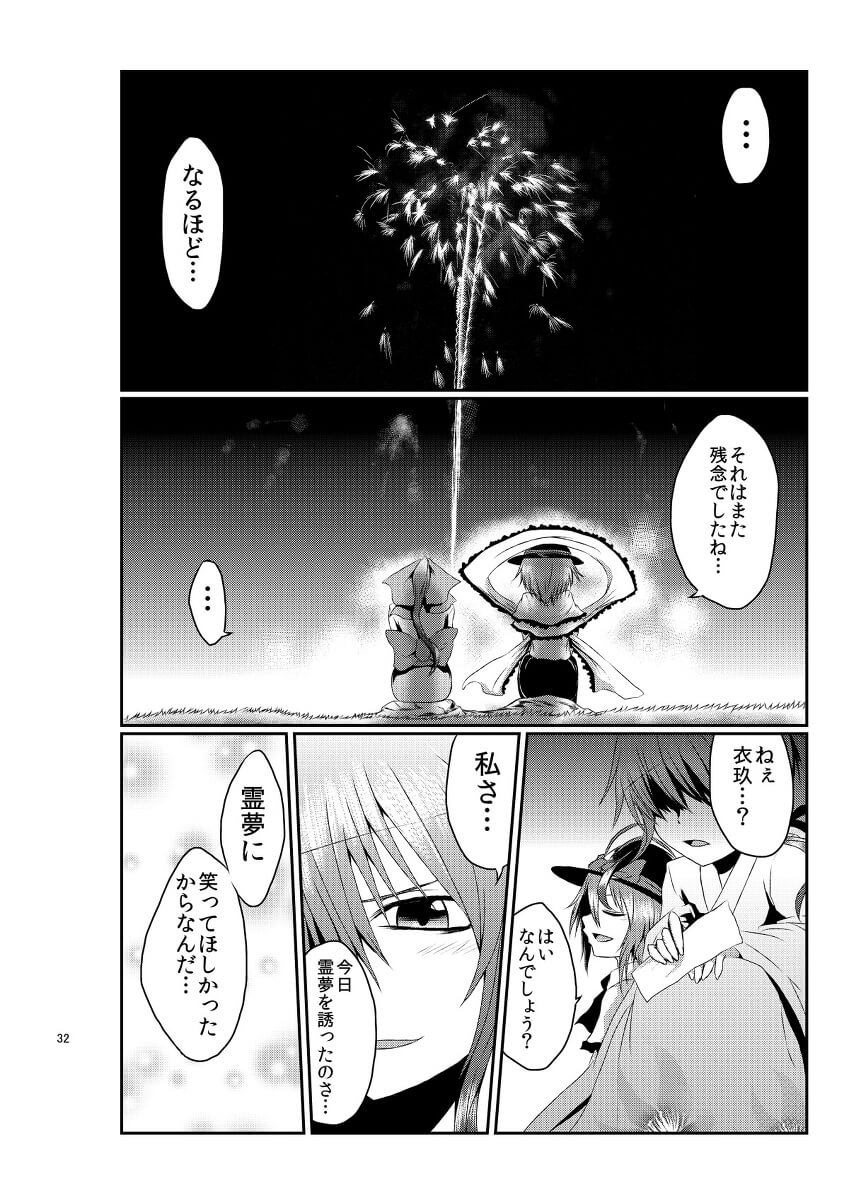 …
なるほど…
それはまた
残念でしたね…
…
ねぇ
衣玖…?
はい
なんでしょう?
私さ…
今日
霊夢を誘ったのさ…
霊夢に
笑ってほしかった
からなんだ…
32